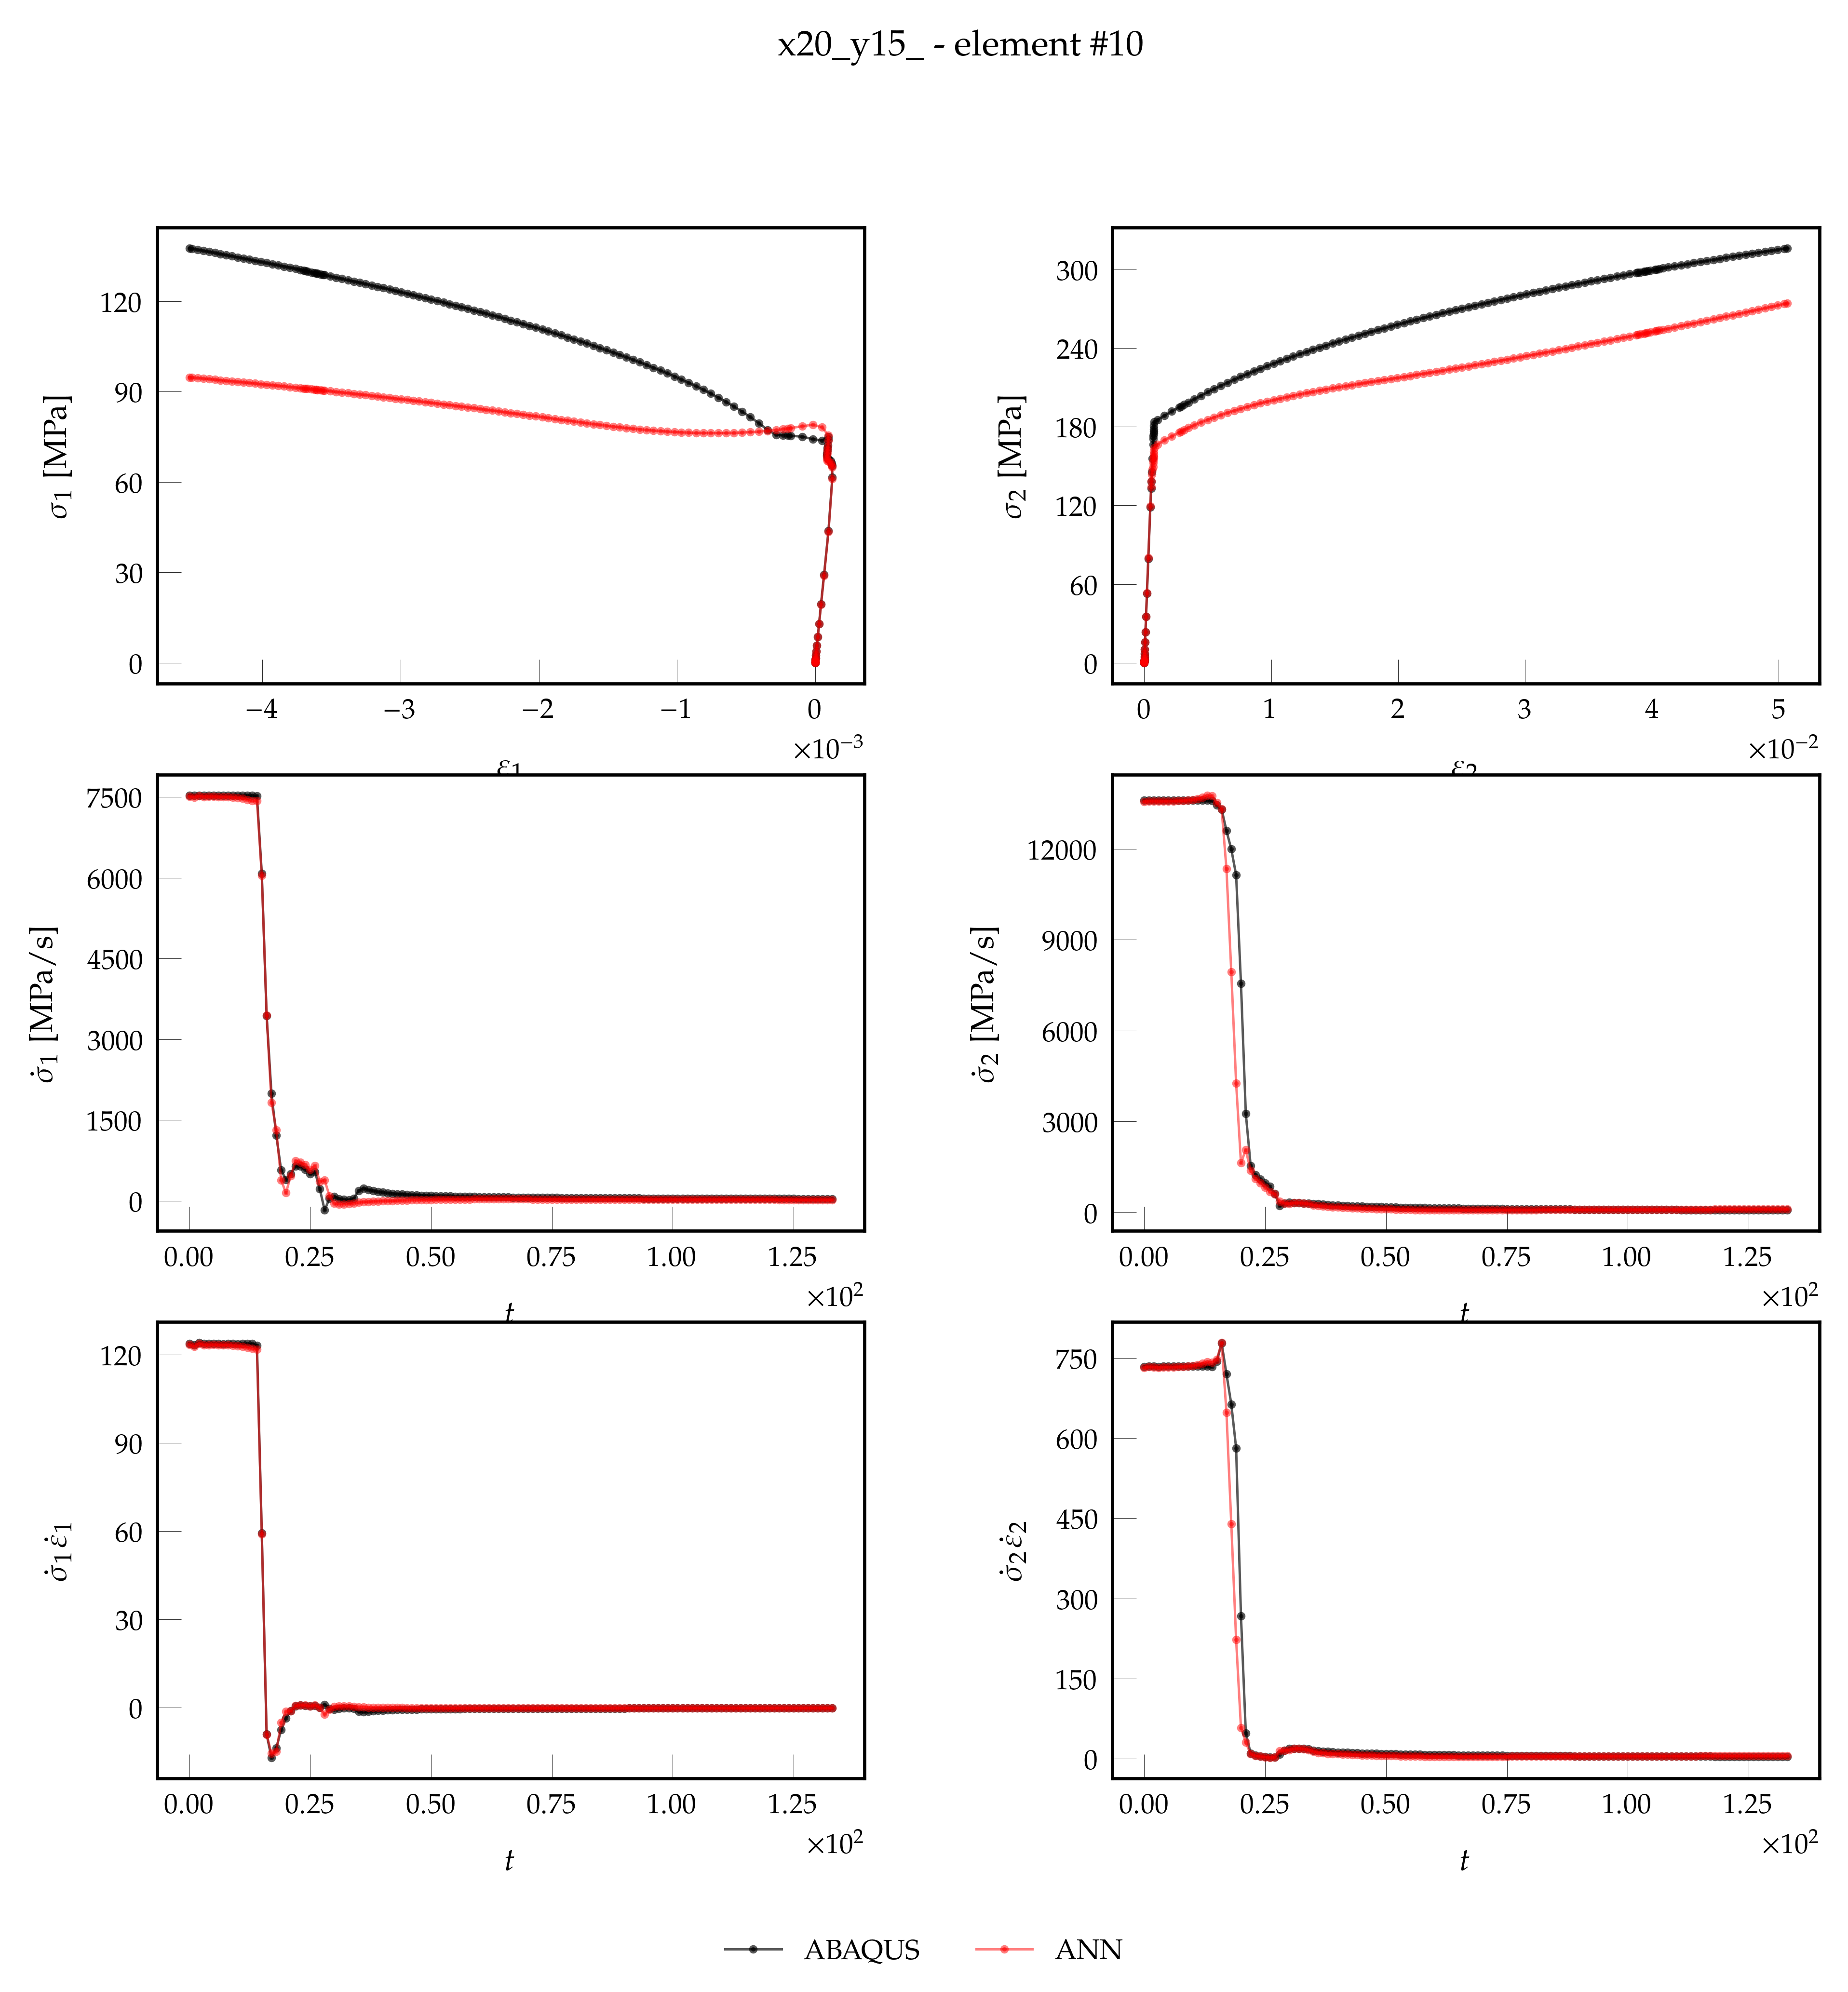 x20_y15_ - element #10
σ₁ [MPa]
120
90
60
30
0
−4 −3 −2 −1 0
×10⁻³
ε₁
σ₂ [MPa]
300
240
180
120
60
0
0 1 2 3 4 5
×10⁻²
ε₂
σ̇₁ [MPa/s]
7500
6000
4500
3000
1500
0
0.00 0.25 0.50 0.75 1.00 1.25
×10²
t
σ̇₂ [MPa/s]
12000
9000
6000
3000
0
0.00 0.25 0.50 0.75 1.00 1.25
×10²
t
σ̇₁ε̇₁
120
90
60
30
0
0.00 0.25 0.50 0.75 1.00 1.25
×10²
t
σ̇₂ε̇₂
750
600
450
300
150
0
0.00 0.25 0.50 0.75 1.00 1.25
×10²
t
ABAQUS ANN